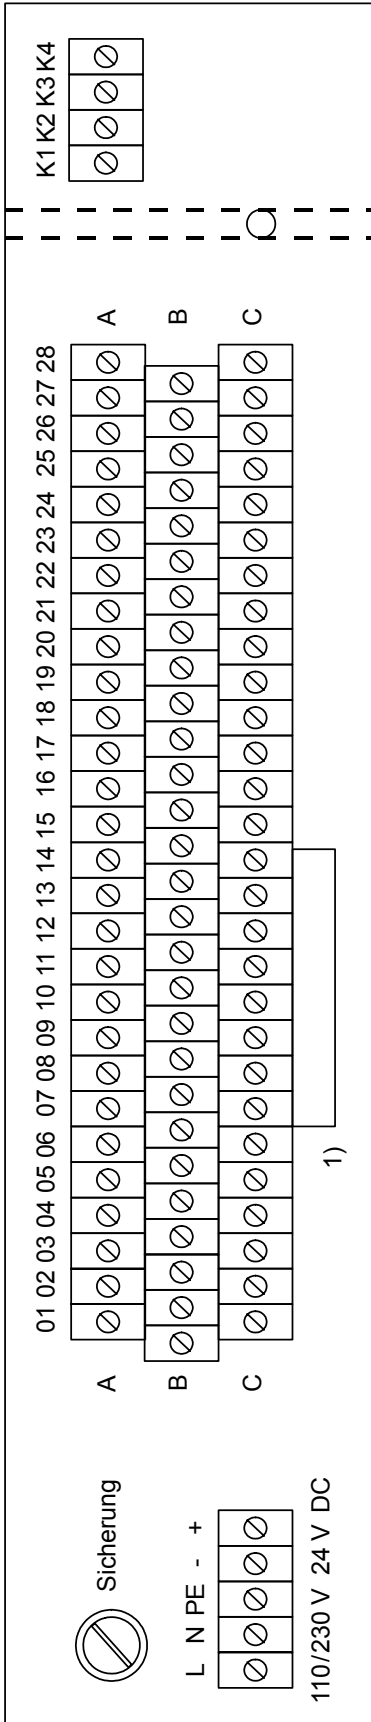 Sicherung
L N PE - +
110/230 V 24 V DC
A
B
C
01 02 03 04 05 06 07 08 09 10 11 12 13 14 15 16 17 18 19 20 21 22 23 24 25 26 27 28
1)
A
B
C
K1 K2 K3 K4